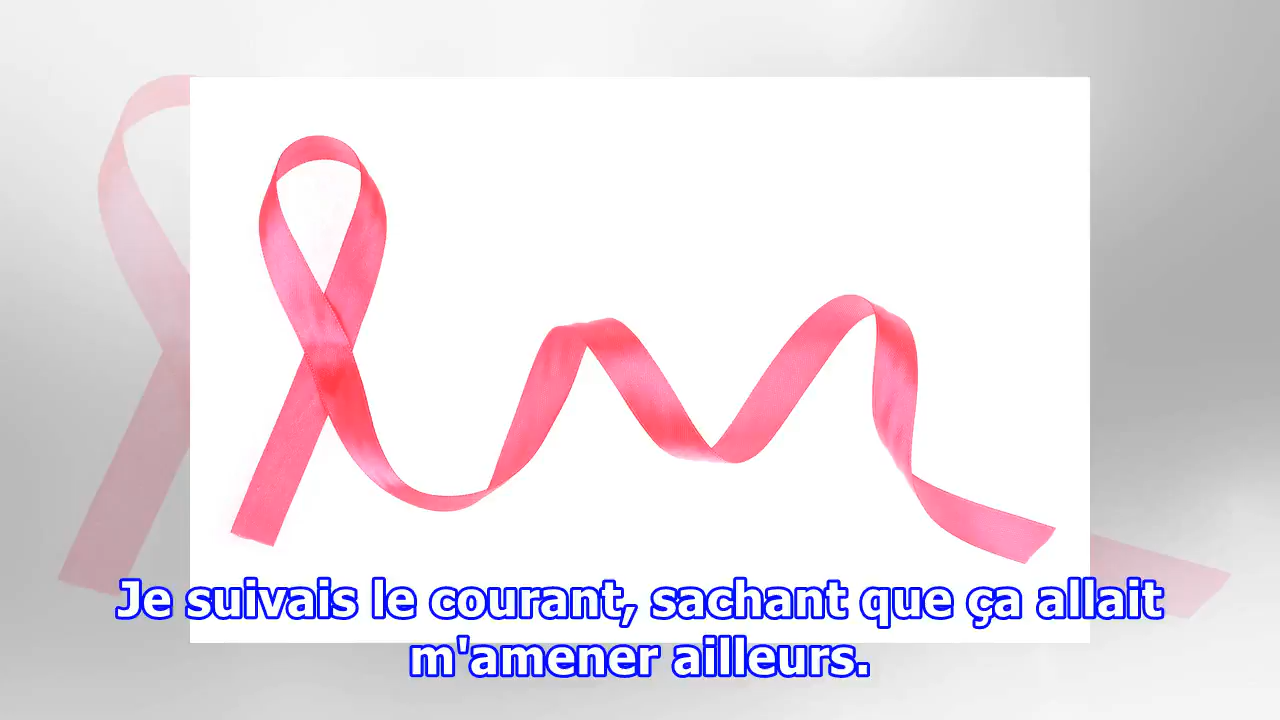 Je suivais le courant, sachant que ça allait
m'amener ailleurs.